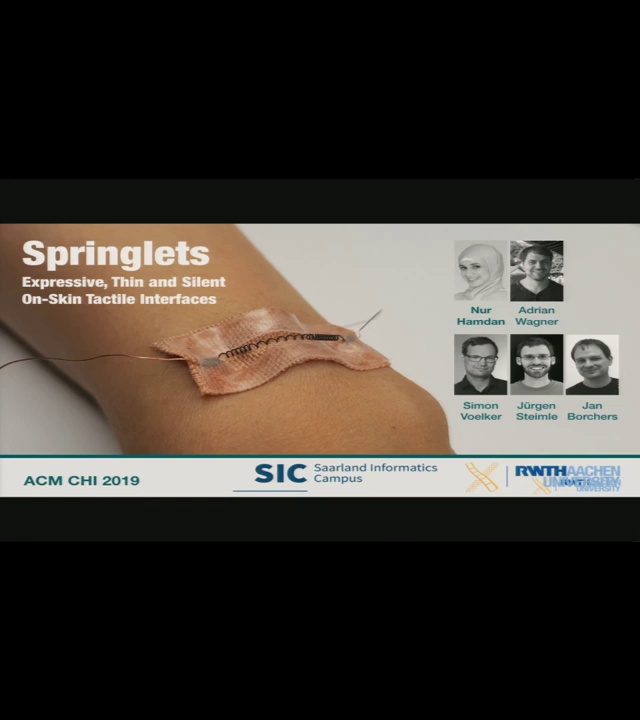 Springlets
Expressive, Thin and Silent
On-Skin Tactile Interfaces
Nur
Hamdan
Adrian
Wagner
Simon
Voelker
Jürgen
Steimle
Jan
Borchers
ACM CHI 2019
SIC Saarland Informatics
Campus
RWTH AACHEN
UNIVERSITY